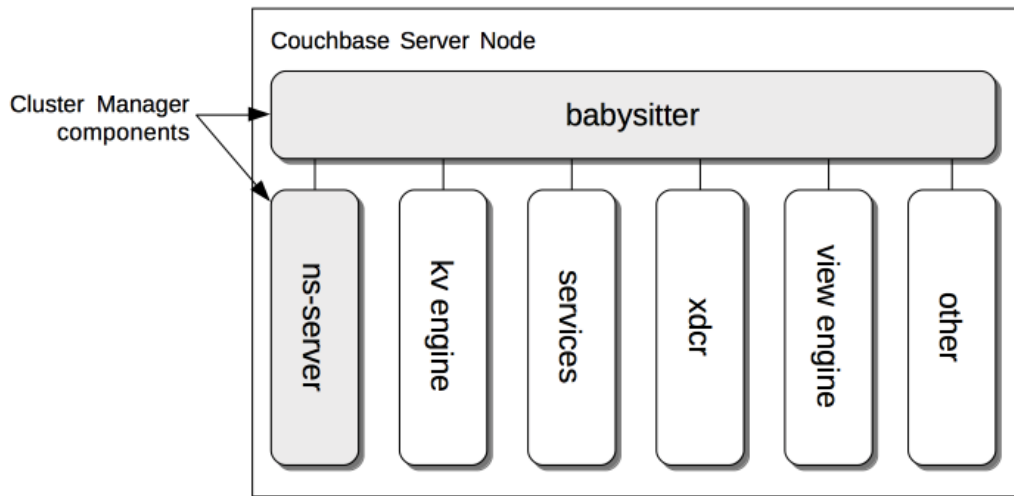 Couchbase Server Node
babysitter
Cluster Manager
components
ns-server
kv engine
services
xdcr
view engine
other